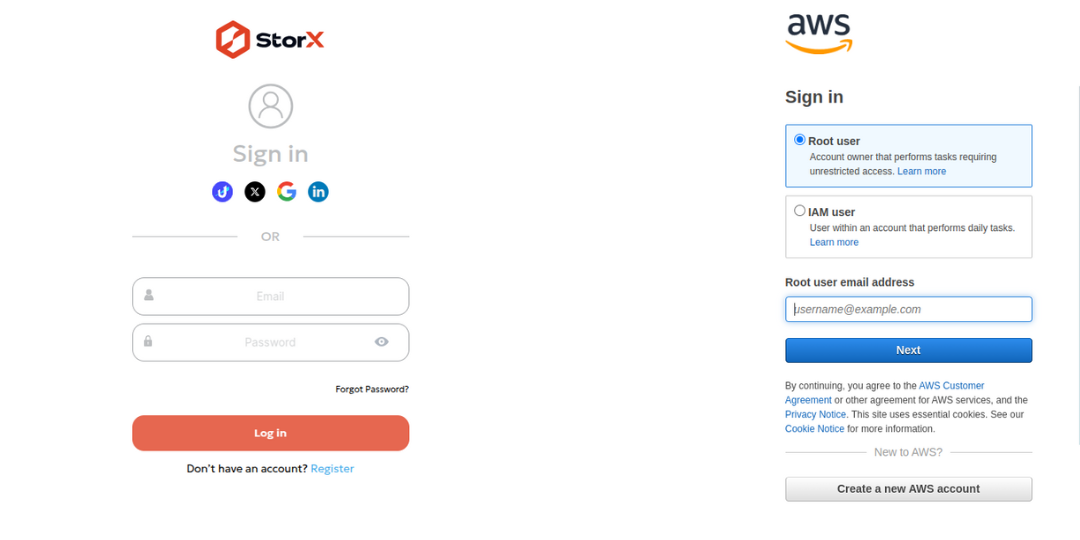 StorX
Sign in
OR
Email
Password
Forgot Password?
Log in
Don't have an account? Register
aws
Sign in
Root user
Account owner that performs tasks requiring
unrestricted access. Learn more
IAM user
User within an account that performs daily tasks.
Learn more
Root user email address
username@example.com
Next
By continuing, you agree to the AWS Customer
Agreement or other agreement for AWS services, and the
Privacy Notice. This site uses essential cookies. See our
Cookie Notice for more information.
New to AWS?
Create a new AWS account